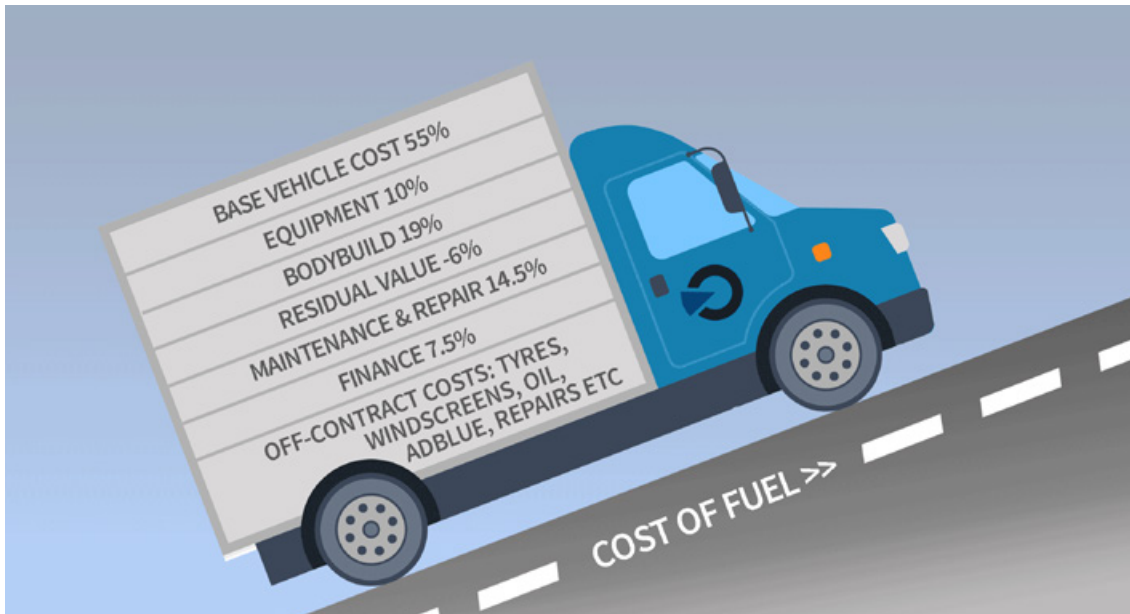 BASE VEHICLE COST 55%
EQUIPMENT 10%
BODYBUILD 19%
RESIDUAL VALUE -6%
MAINTENANCE & REPAIR 14.5%
FINANCE 7.5%
OFF-CONTRACT COSTS: TYRES,
WINDSCREENS, OIL,
ADBLUE, REPAIRS ETC
COST OF FUEL >>